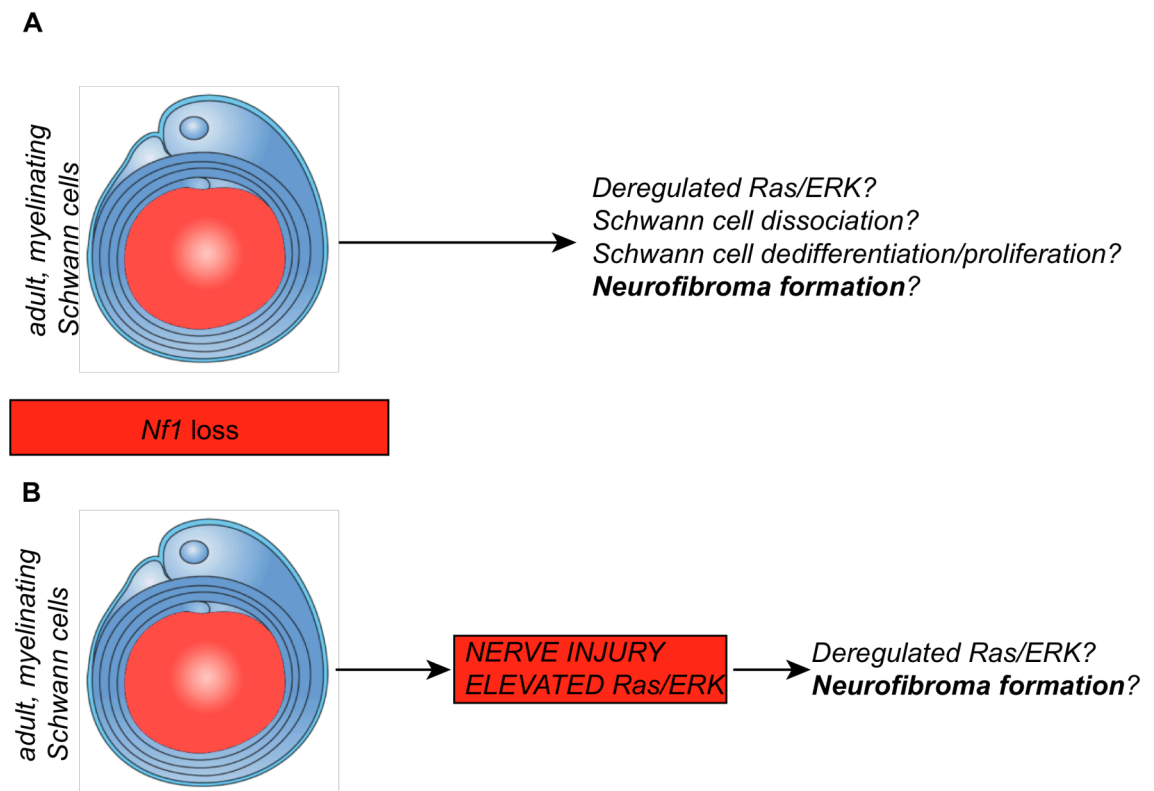 A
adult, myelinating
Schwann cells
Deregulated Ras/ERK?
Schwann cell dissociation?
Schwann cell dedifferentiation/proliferation?
Neurofibroma formation?
Nf1 loss
B
adult, myelinating
Schwann cells
NERVE INJURY
ELEVATED Ras/ERK
Deregulated Ras/ERK?
Neurofibroma formation?